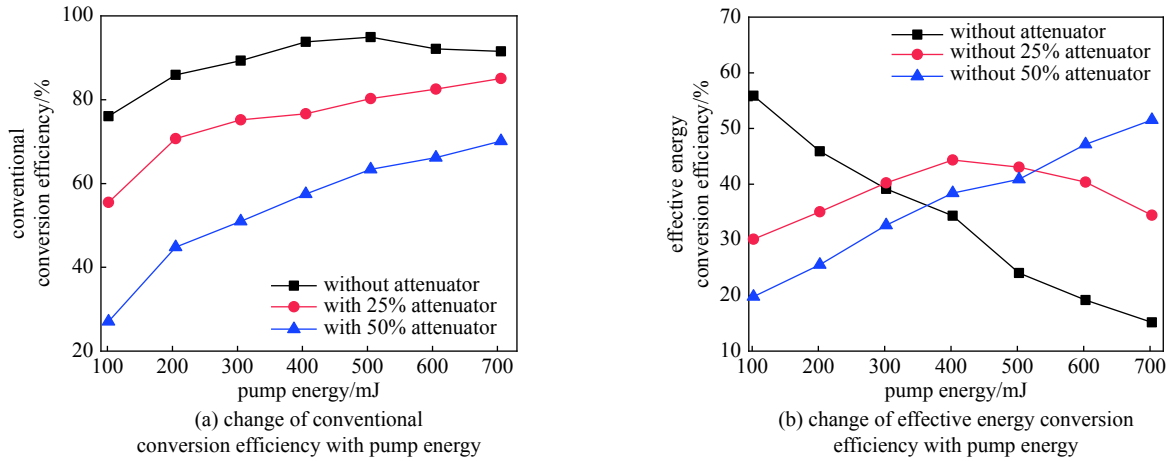 100
80
60
40
20
conventional
conversion efficiency/%
without attenuator
with 25% attenuator
with 50% attenuator
100 200 300 400 500 600 700
pump energy/mJ
(a) change of conventional
conversion efficiency with pump energy
70
60
50
40
30
20
10
effective energy
conversion efficiency/%
without attenuator
without 25% attenuator
without 50% attenuator
100 200 300 400 500 600 700
pump energy/mJ
(b) change of effective energy conversion
efficiency with pump energy